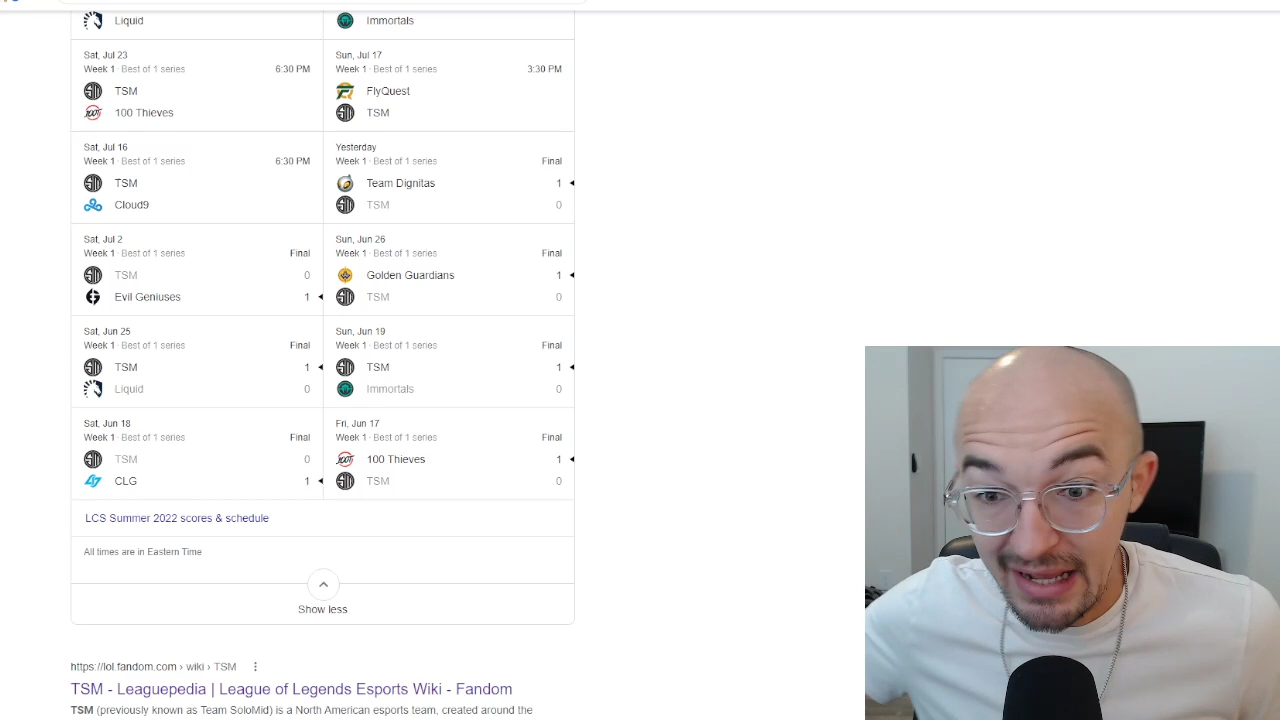 Liquid
Immortals
Sat, Jul 23
Week 1 · Best of 1 series 6:30 PM
TSM
100 Thieves
Sun, Jul 17
Week 1 · Best of 1 series 3:30 PM
FlyQuest
TSM
Sat, Jul 16
Week 1 · Best of 1 series 6:30 PM
TSM
Cloud9
Yesterday
Week 1 · Best of 1 series Final
Team Dignitas 1
TSM 0
Sat, Jul 2
Week 1 · Best of 1 series Final
TSM 0
Evil Geniuses 1
Sun, Jun 26
Week 1 · Best of 1 series Final
Golden Guardians 1
TSM 0
Sat, Jun 25
Week 1 · Best of 1 series Final
TSM 1
Liquid 0
Sun, Jun 19
Week 1 · Best of 1 series Final
TSM 1
Immortals 0
Sat, Jun 18
Week 1 · Best of 1 series Final
TSM 0
CLG 1
Fri, Jun 17
Week 1 · Best of 1 series Final
100 Thieves 1
TSM 0
LCS Summer 2022 scores & schedule
All times are in Eastern Time
Show less
https://lol.fandom.com › wiki › TSM
TSM - Leaguepedia | League of Legends Esports Wiki - Fandom
TSM (previously known as Team SoloMid) is a North American esports team, created around the